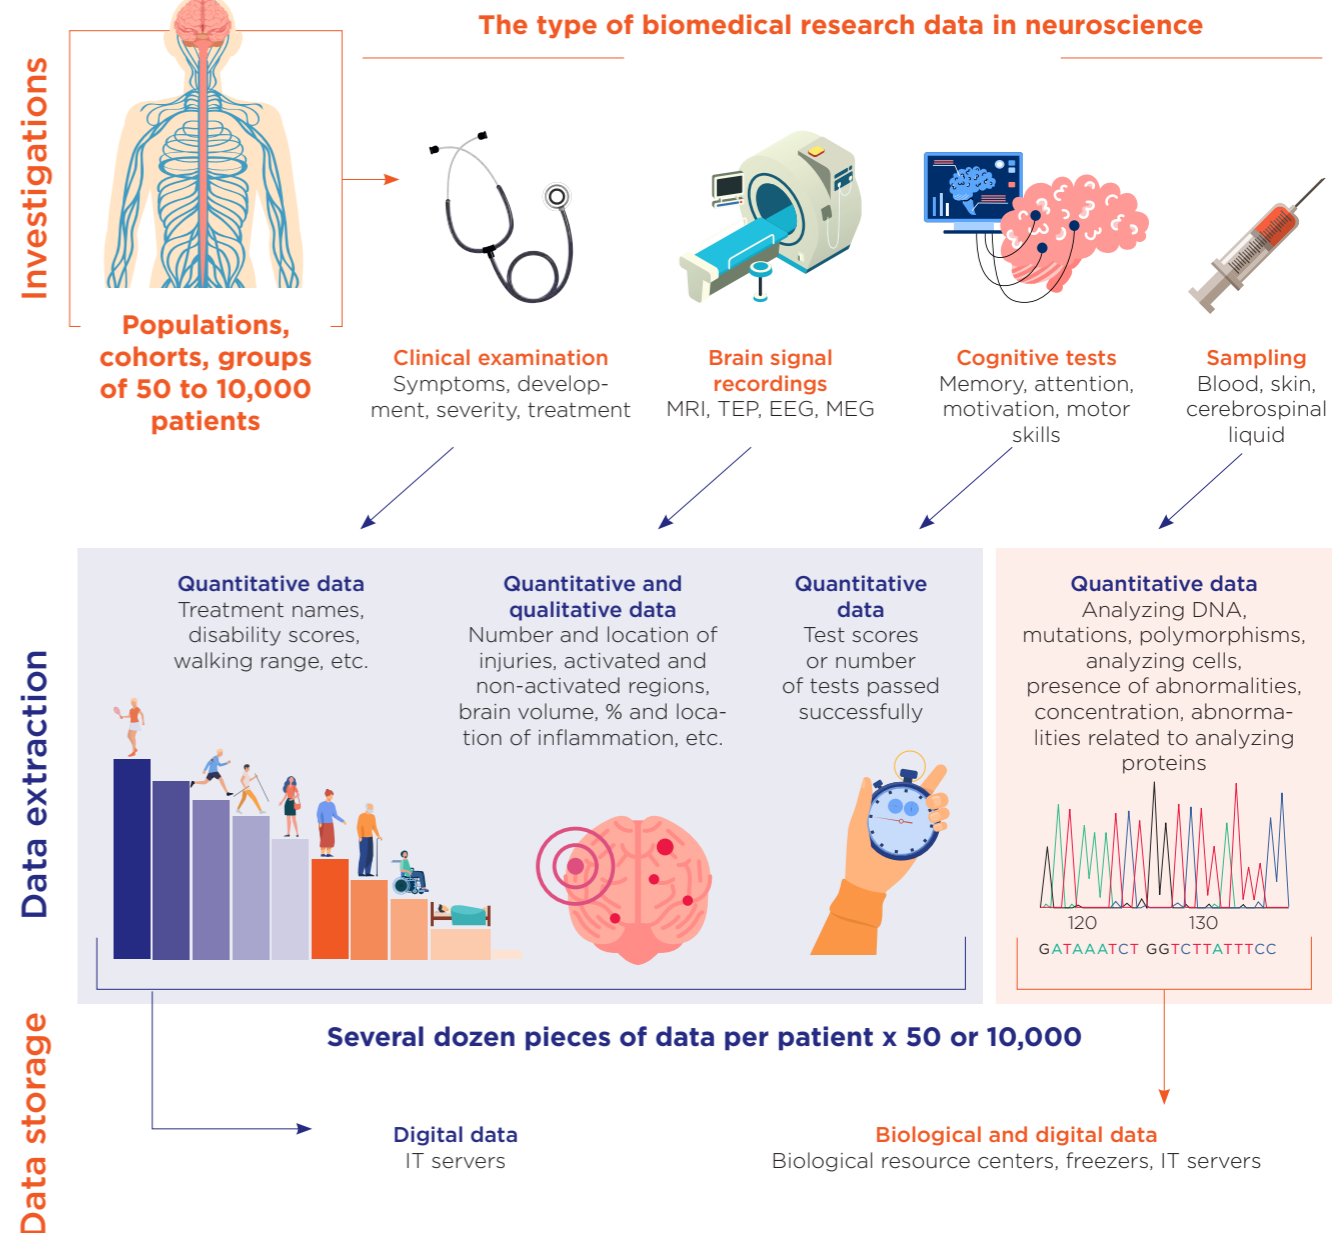 The type of biomedical research data in neuroscience
Investigations
Populations,
cohorts, groups
of 50 to 10,000
patients
Clinical examination
Symptoms, develop-
ment, severity, treatment
Brain signal
recordings
MRI, TEP, EEG, MEG
Cognitive tests
Memory, attention,
motivation, motor
skills
Sampling
Blood, skin,
cerebrospinal
liquid
Data extraction
Quantitative data
Treatment names,
disability scores,
walking range, etc.
Quantitative and
qualitative data
Number and location of
injuries, activated and
non-activated regions,
brain volume, % and loca-
tion of inflammation, etc.
Quantitative
data
Test scores
or number
of tests passed
successfully
Quantitative data
Analyzing DNA,
mutations, polymorphisms,
analyzing cells,
presence of abnormalities,
concentration, abnorma-
lities related to analyzing
proteins
120 130
GATAAATCT GGTCTTATTTCC
Data storage
Several dozen pieces of data per patient x 50 or 10,000
Digital data
IT servers
Biological and digital data
Biological resource centers, freezers, IT servers